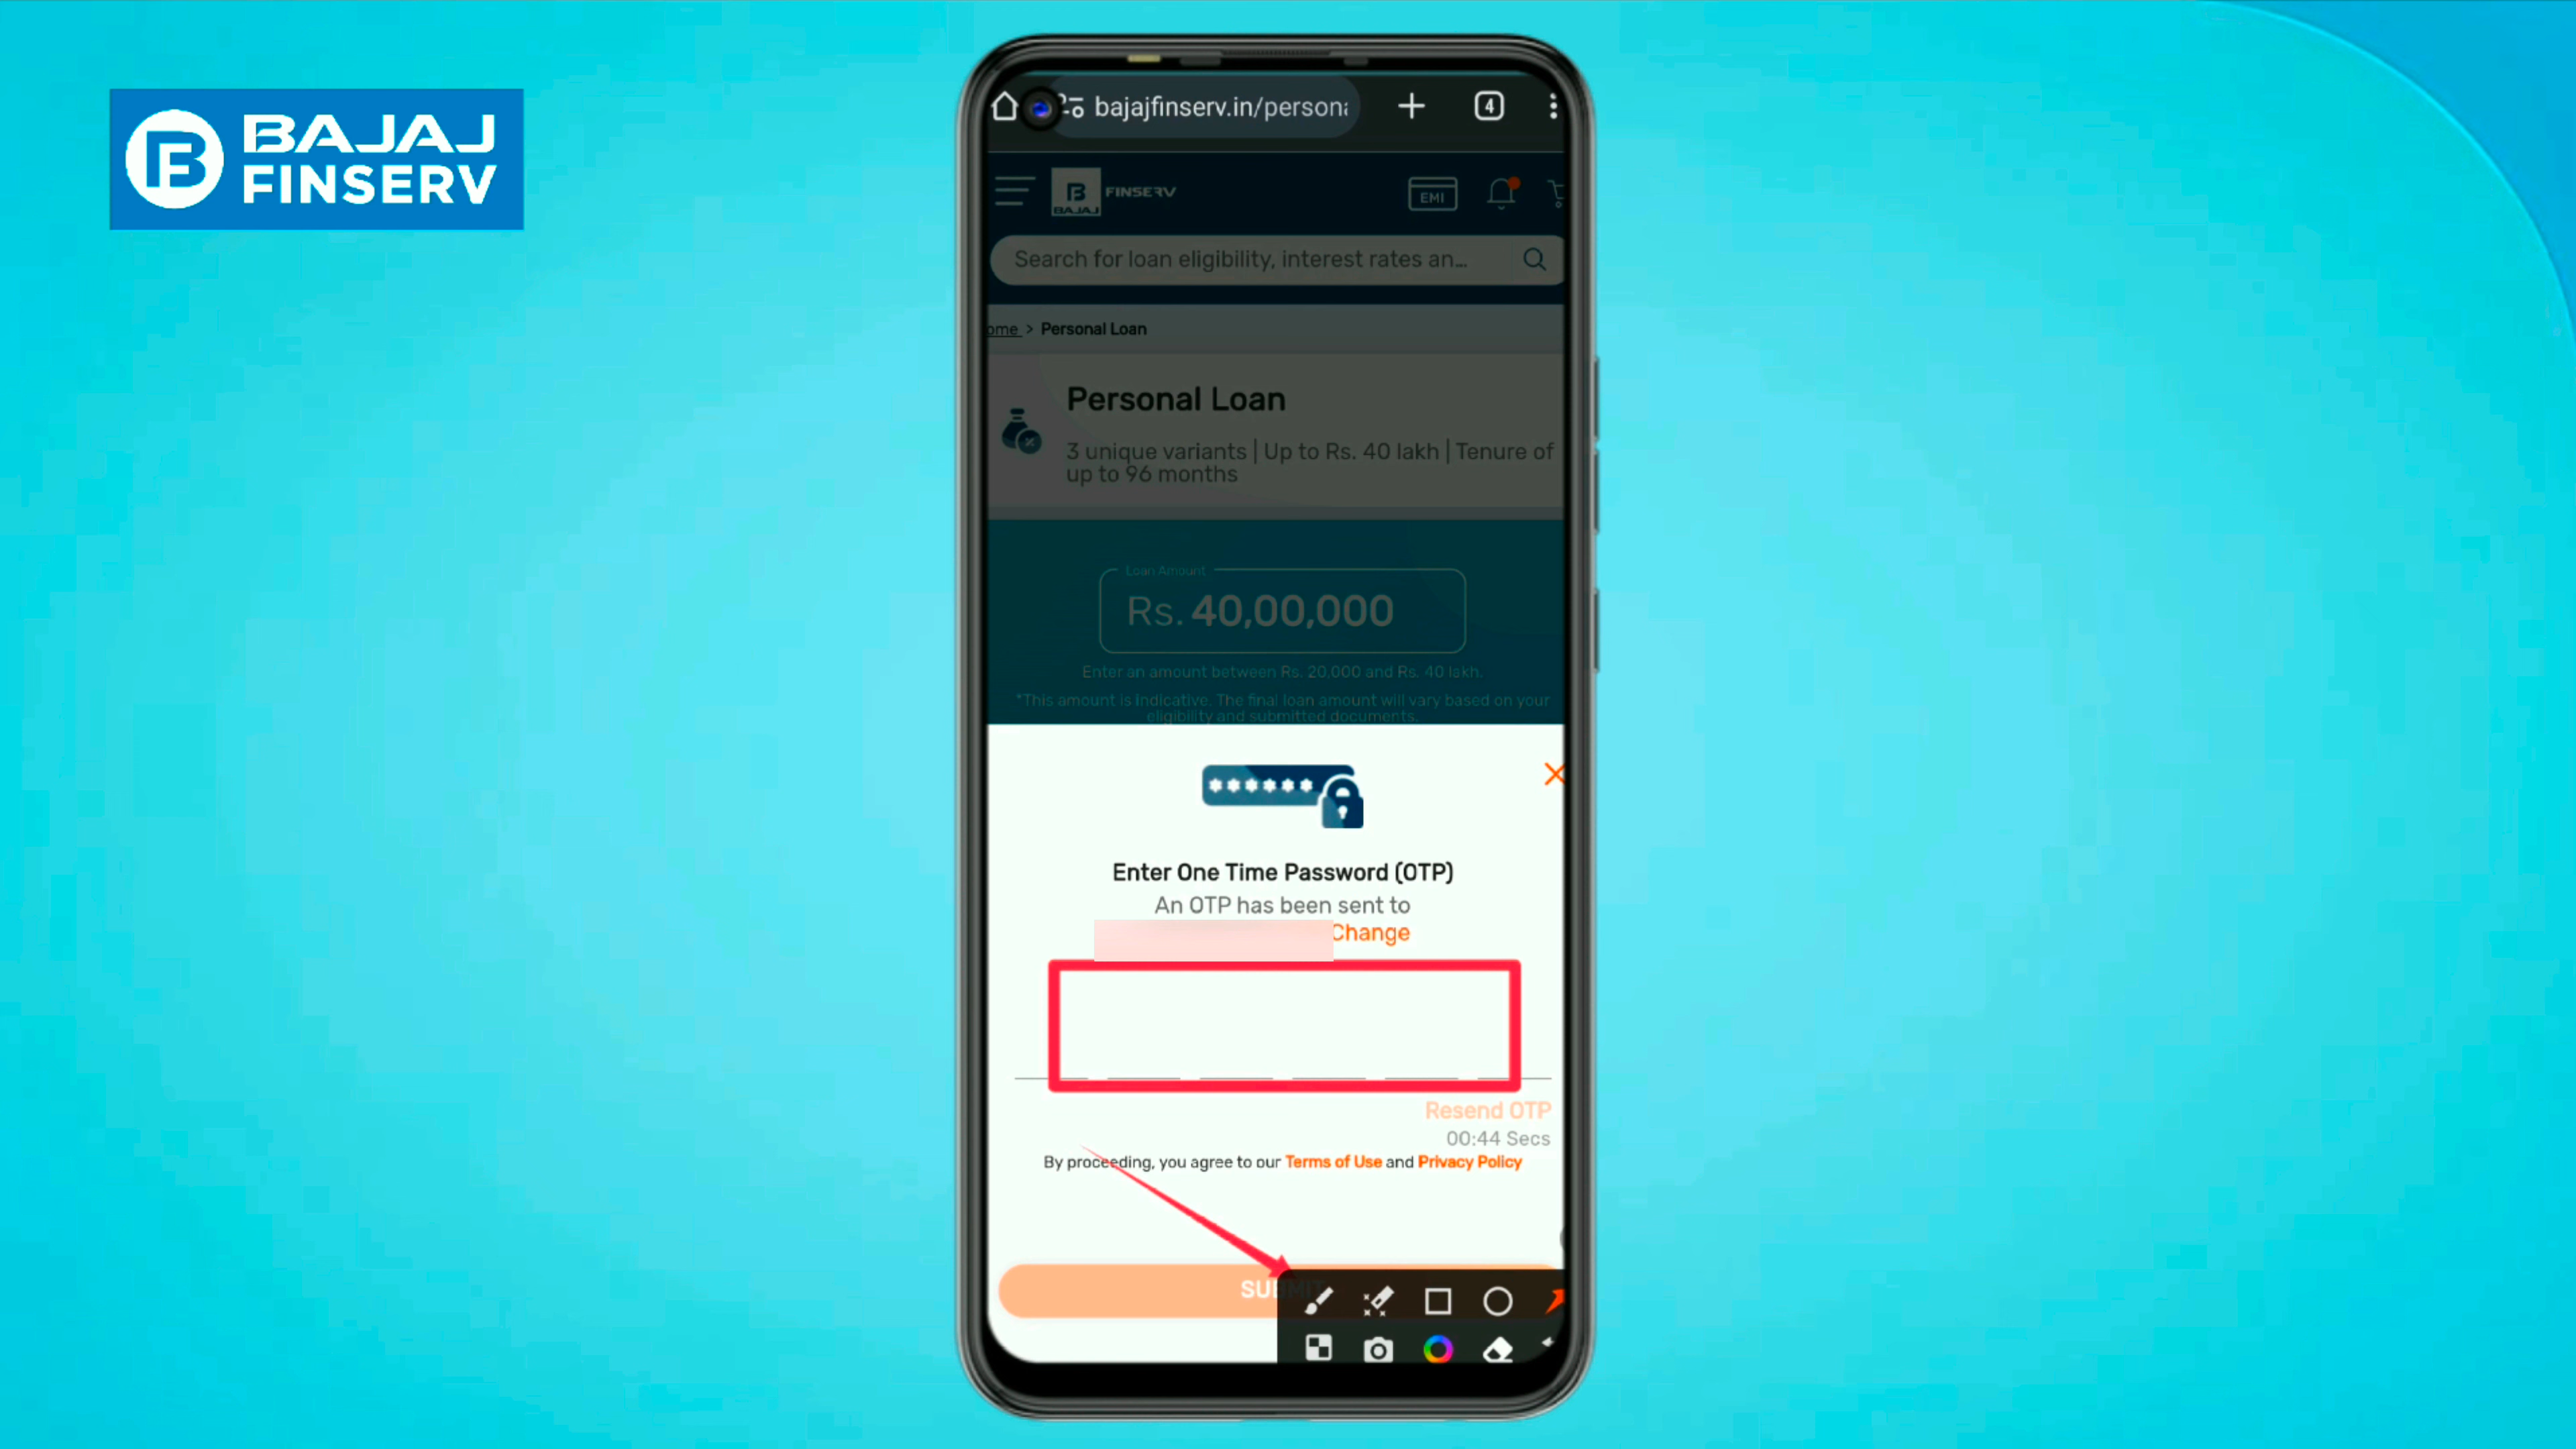 BAJAJ
FINSERV
bajajfinserv.in/persona
4
BAJAJ
FINSERV
EMI
Search for loan eligibility, interest rates an...
ome > Personal Loan
Personal Loan
3 unique variants | Up to Rs. 40 lakh | Tenure of
up to 96 months
Loan Amount
Rs. 40,00,000
Enter an amount between Rs. 20,000 and Rs. 40 lakh.
*This amount is indicative. The final loan amount will vary based on your
eligibility and submitted documents.
******
Enter One Time Password (OTP)
An OTP has been sent to
Change
Resend OTP
00:44 Secs
By proceeding, you agree to our Terms of Use and Privacy Policy
SUBMIT